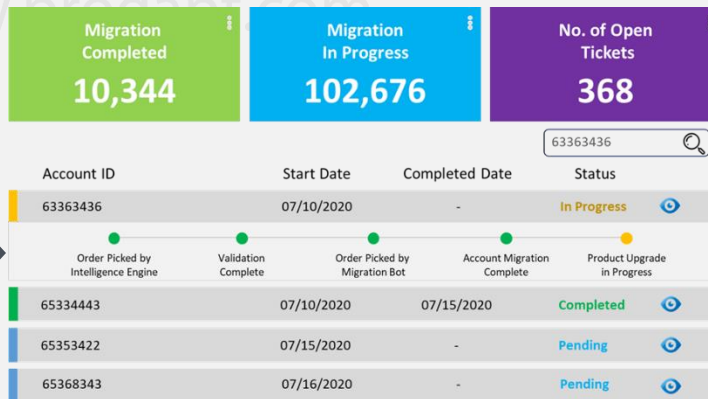 Migration
Completed
10,344
Migration
In Progress
102,676
No. of Open
Tickets
368
63363436
Account ID Start Date Completed Date Status
63363436 07/10/2020 - In Progress
Order Picked by
Intelligence Engine
Validation
Complete
Order Picked by
Migration Bot
Account Migration
Complete
Product Upgrade
in Progress
65334443 07/10/2020 07/15/2020 Completed
65353422 07/15/2020 - Pending
65368343 07/16/2020 - Pending